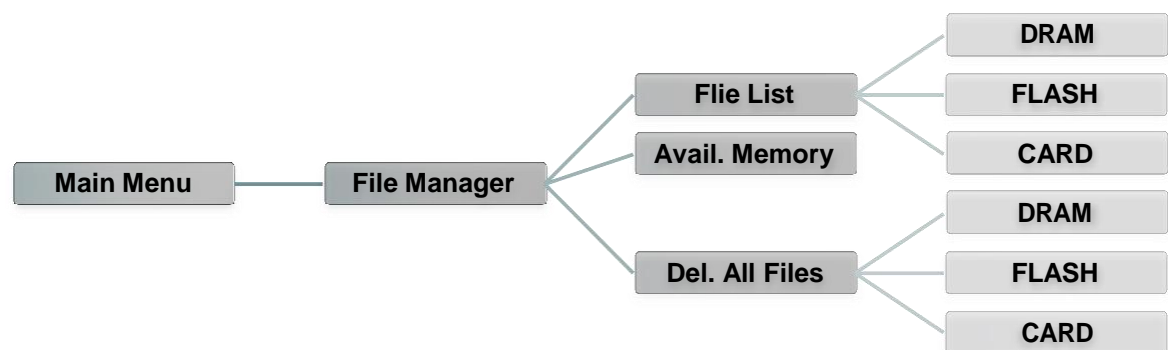 Main Menu
File Manager
Flie List
DRAM
FLASH
CARD
Avail. Memory
Del. All Files
DRAM
FLASH
CARD